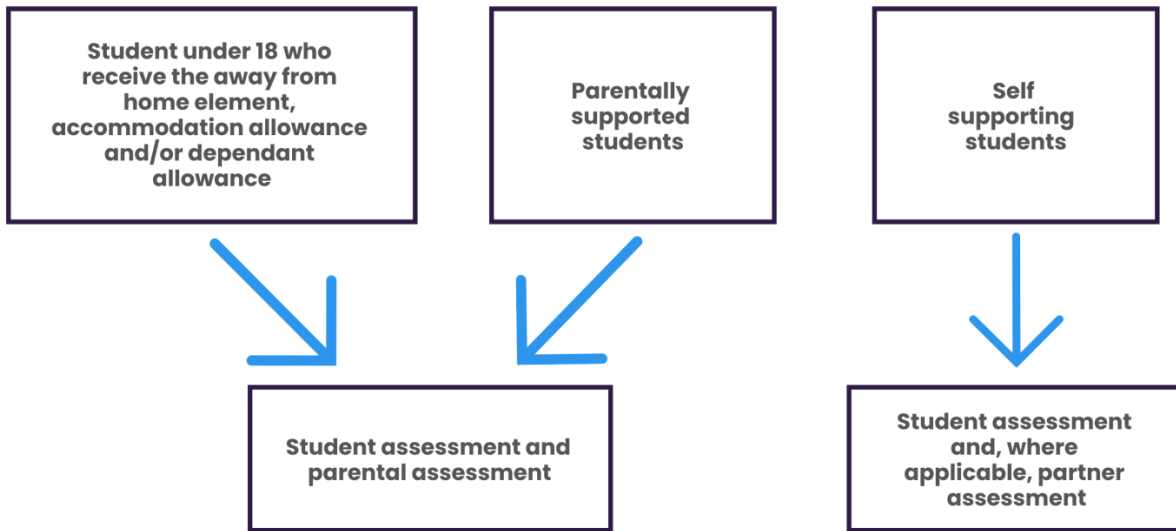 Student under 18 who
receive the away from
home element,
accommodation allowance
and/or dependant
allowance
Parentally
supported
students
Self
supporting
students
Student assessment and
parental assessment
Student assessment
and, where
applicable, partner
assessment